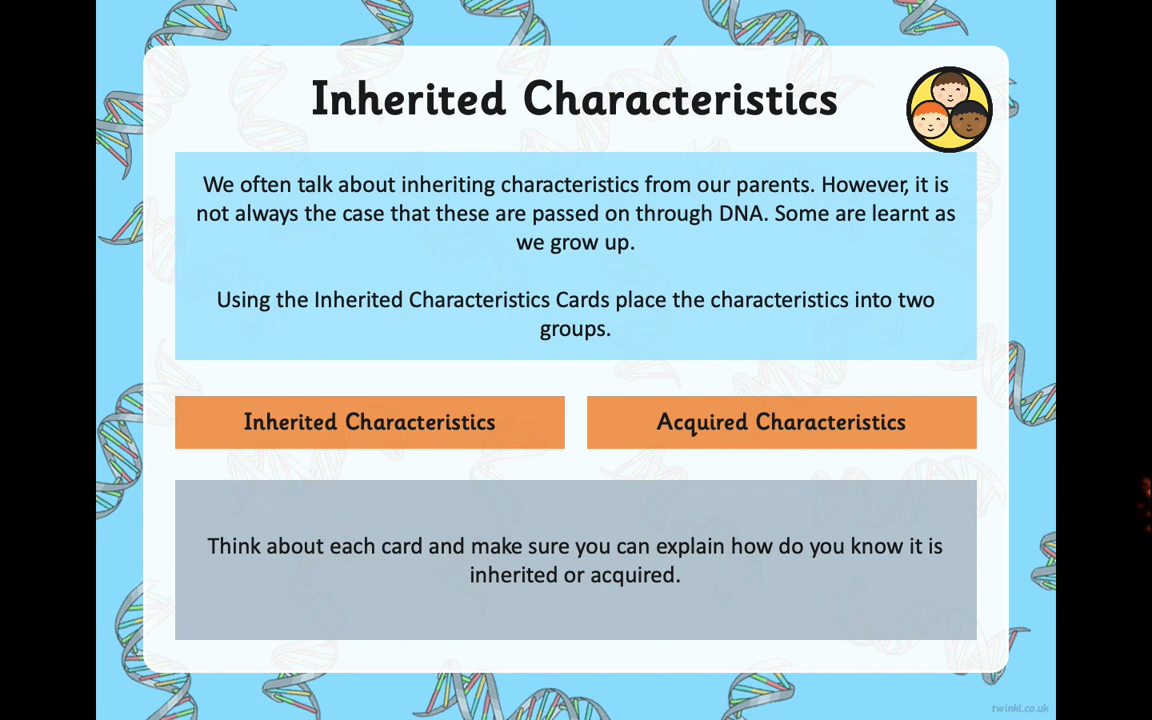 Inherited Characteristics
We often talk about inheriting characteristics from our parents. However, it is
not always the case that these are passed on through DNA. Some are learnt as
we grow up.
Using the Inherited Characteristics Cards place the characteristics into two
groups.
Inherited Characteristics
Acquired Characteristics
Think about each card and make sure you can explain how do you know it is
inherited or acquired.
twinkl.co.uk